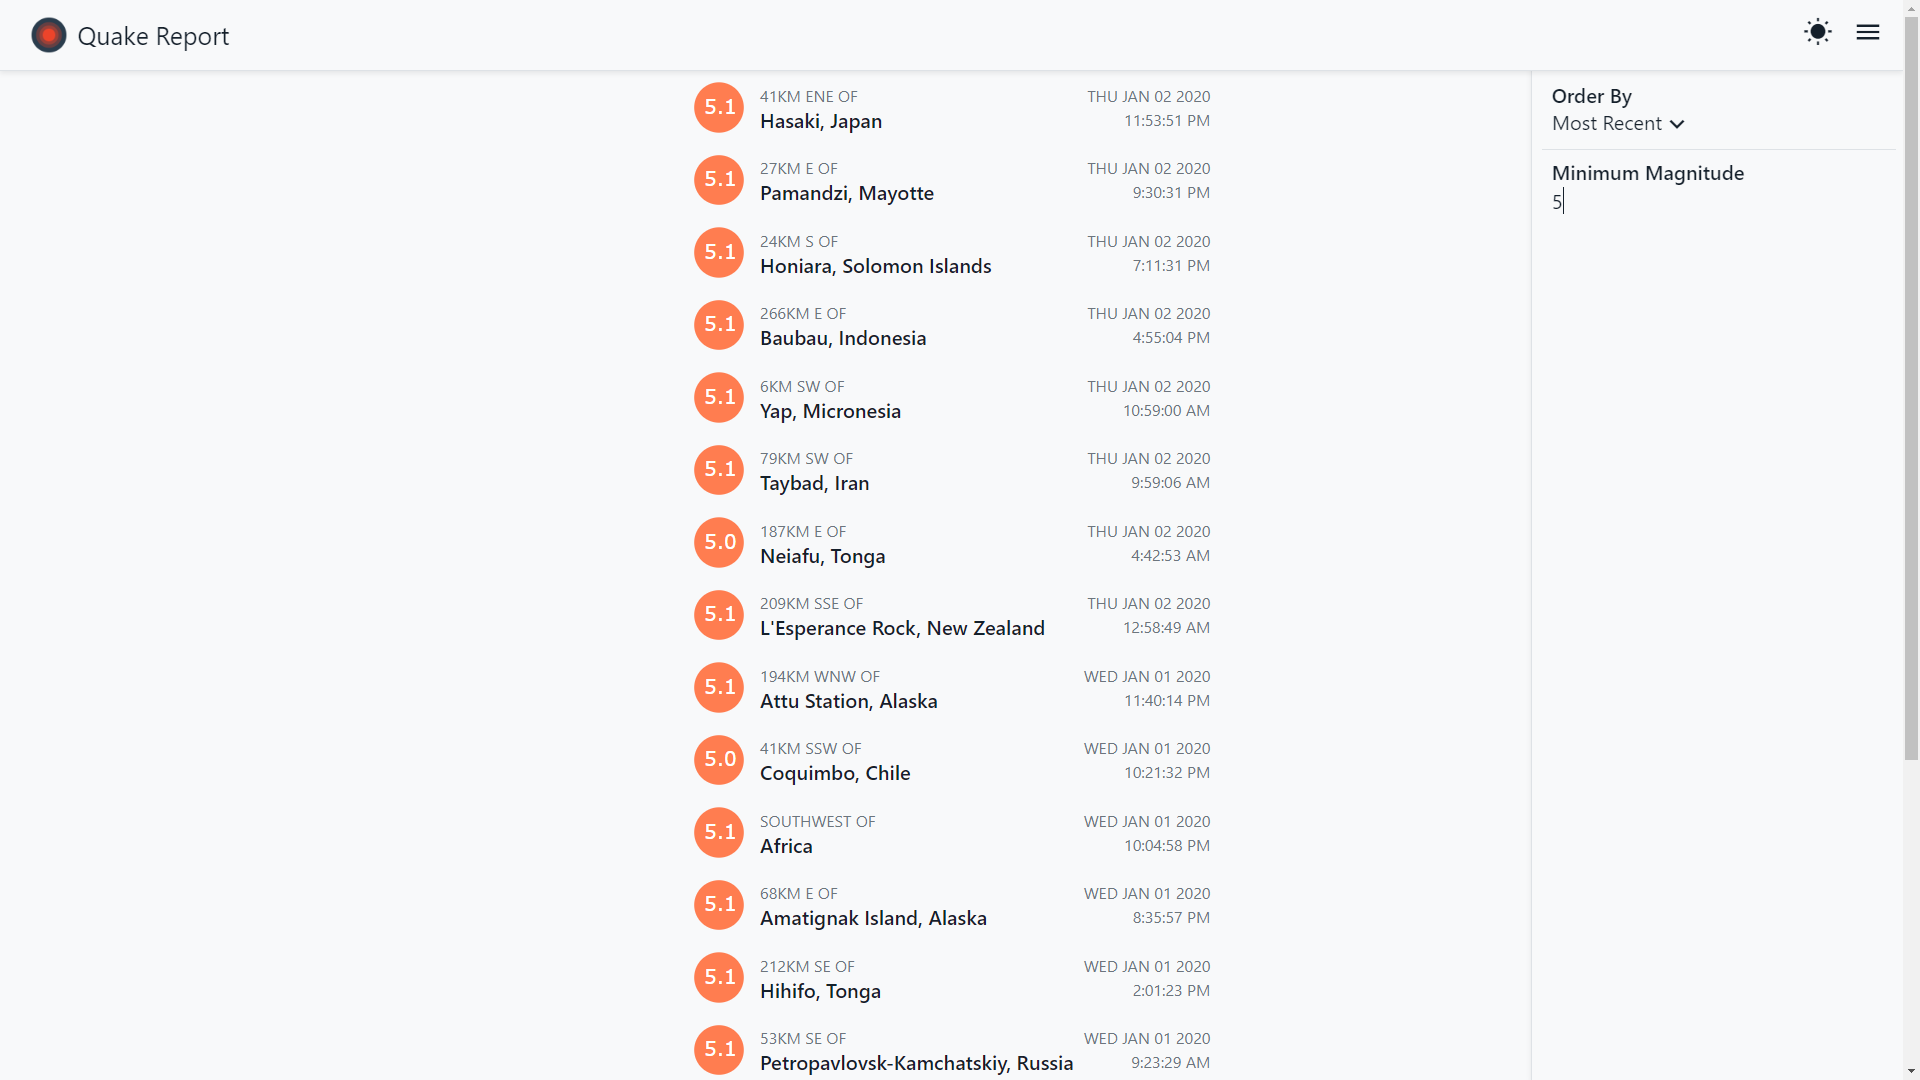 Quake Report
5.1
41KM ENE OF
Hasaki, Japan
THU JAN 02 2020
11:53:51 PM
5.1
27KM E OF
Pamandzi, Mayotte
THU JAN 02 2020
9:30:31 PM
5.1
24KM S OF
Honiara, Solomon Islands
THU JAN 02 2020
7:11:31 PM
5.1
266KM E OF
Baubau, Indonesia
THU JAN 02 2020
4:55:04 PM
5.1
6KM SW OF
Yap, Micronesia
THU JAN 02 2020
10:59:00 AM
5.1
79KM SW OF
Taybad, Iran
THU JAN 02 2020
9:59:06 AM
5.0
187KM E OF
Neiafu, Tonga
THU JAN 02 2020
4:42:53 AM
5.1
209KM SSE OF
L'Esperance Rock, New Zealand
THU JAN 02 2020
12:58:49 AM
5.1
194KM WNW OF
Attu Station, Alaska
WED JAN 01 2020
11:40:14 PM
5.0
41KM SSW OF
Coquimbo, Chile
WED JAN 01 2020
10:21:32 PM
5.1
SOUTHWEST OF
Africa
WED JAN 01 2020
10:04:58 PM
5.1
68KM E OF
Amatignak Island, Alaska
WED JAN 01 2020
8:35:57 PM
5.1
212KM SE OF
Hihifo, Tonga
WED JAN 01 2020
2:01:23 PM
5.1
53KM SE OF
Petropavlovsk-Kamchatskiy, Russia
WED JAN 01 2020
9:23:29 AM
Order By
Most Recent
Minimum Magnitude
5